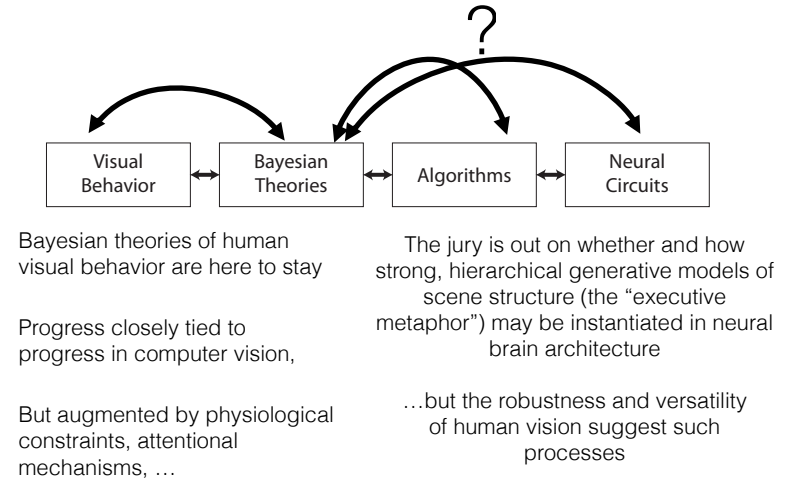 ?
Visual
Behavior
Bayesian
Theories
Algorithms
Neural
Circuits
Bayesian theories of human
visual behavior are here to stay
Progress closely tied to
progress in computer vision,
But augmented by physiological
constraints, attentional
mechanisms, …
The jury is out on whether and how
strong, hierarchical generative models of
scene structure (the “executive
metaphor”) may be instantiated in neural
brain architecture
…but the robustness and versatility
of human vision suggest such
processes